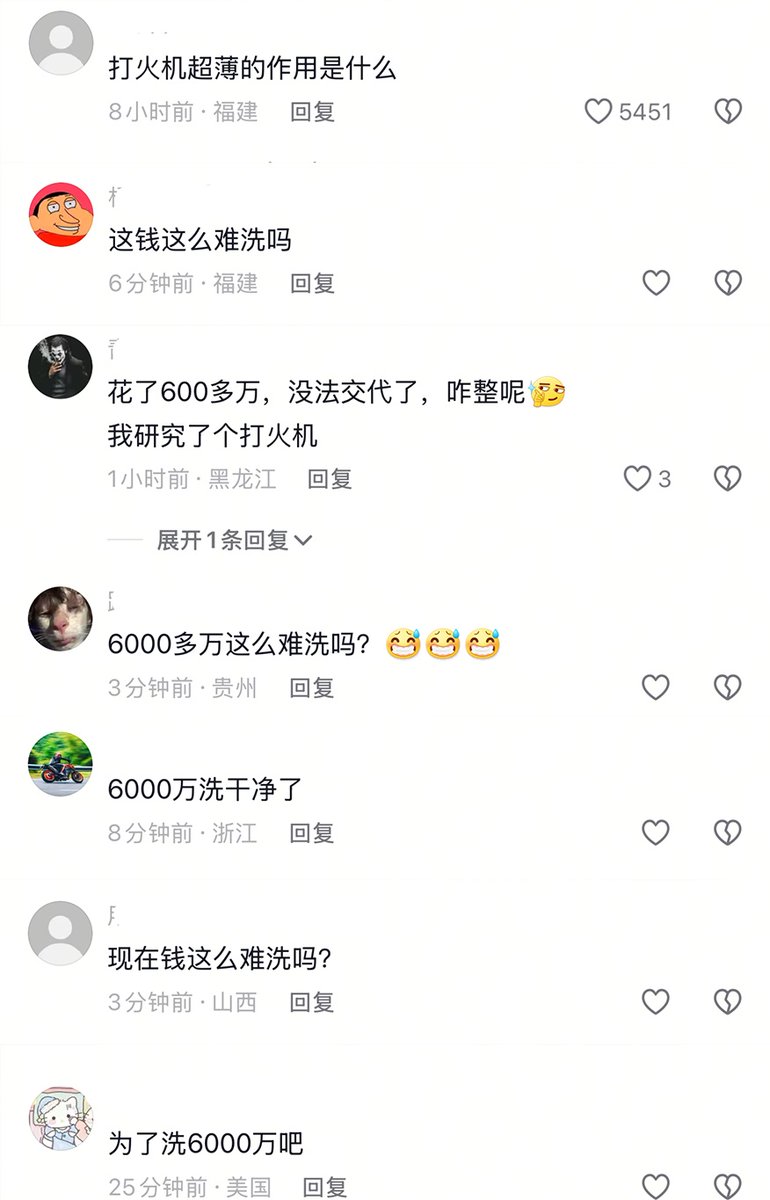 打火机超薄的作用是什么
8小时前·福建 回复 5451
这钱这么难洗吗
6分钟前·福建 回复
花了600多万，没法交代了，咋整呢
我研究了个打火机
1小时前·黑龙江 回复 3
展开1条回复
6000多万这么难洗吗？
3分钟前·贵州 回复
6000万洗干净了
8分钟前·浙江 回复
现在钱这么难洗吗？
3分钟前·山西 回复
为了洗6000万吧
25分钟前·美国 回复